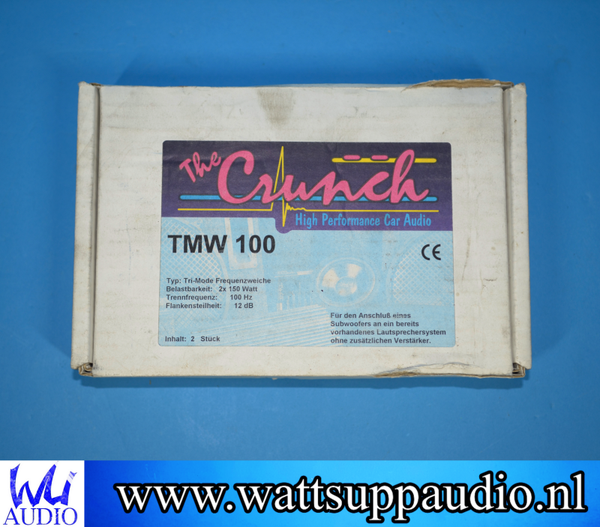 The Crunch
High Performance Car Audio
TMW 100
CE
Typ: Tri-Mode Frequenzweiche
Belastbarkeit: 2x 150 Watt
Trennfrequenz: 100 Hz
Flankensteilheit: 12 dB
Für den Anschluß eines
Subwoofers an ein bereits
vorhandenes Lautsprechersystem
ohne zusätzlichen Verstärker.
Inhalt: 2 Stück
WU
AUDIO
www.wattsuppaudio.nl